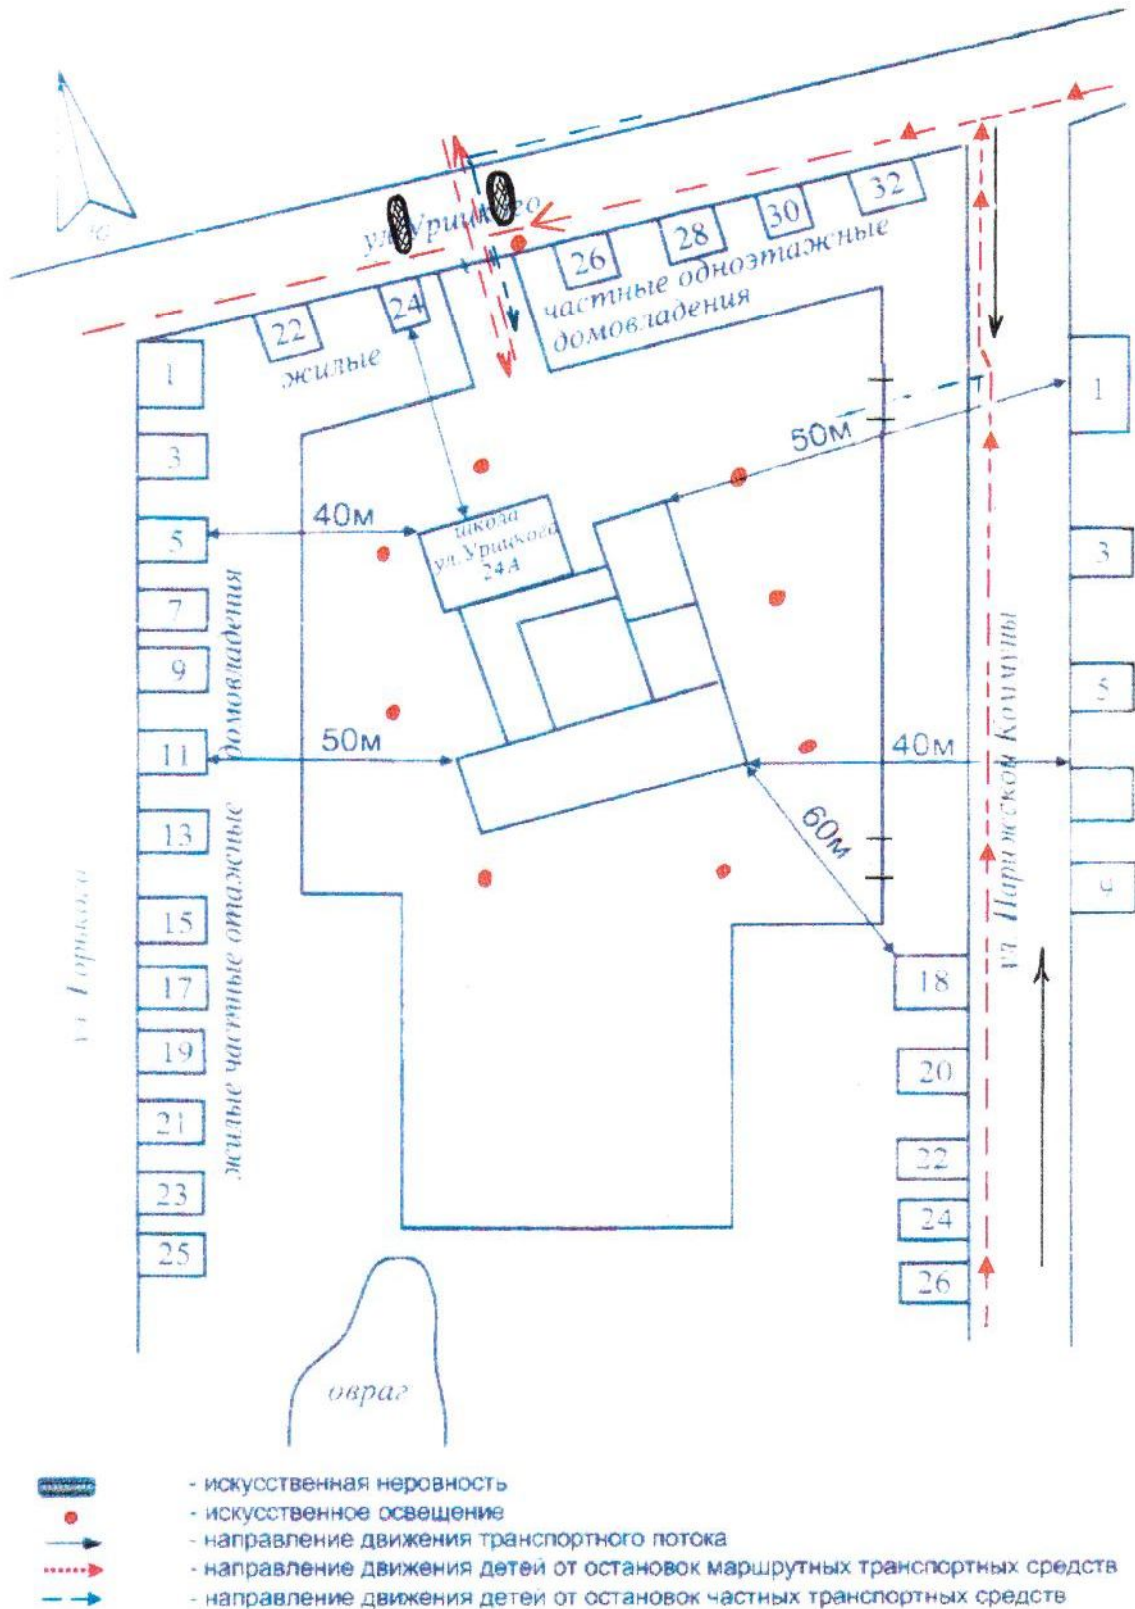 ул. Урицкого
32
30
28
26
24
22
частные одноэтажные
домовладения
жилые
1
3
5
7
9
11
13
15
17
19
21
23
25
домовладения
жилые частные отажные
40м
50м
школа
ул. Урицкого
24А
50м
40м
60м
1
3
5
9
ул. Парижской Коммуны
18
20
22
24
26
ул. Горького
овраг
- искусственная неровность
- искусственное освещение
- направление движения транспортного потока
- направление движения детей от остановок маршрутных транспортных средств
- направление движения детей от остановок частных транспортных средств